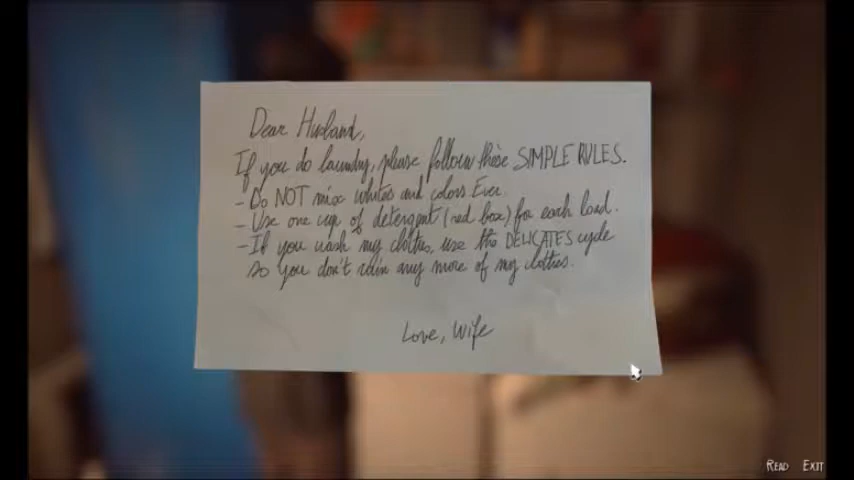 Dear Husband,
If you do laundry, please follow these SIMPLE RULES.
- Do NOT mix whites and colors Ever.
- Use one cup of detergent (red box) for each load.
- If you wash my clothes, use the DELICATES cycle
so you don't ruin any more of my clothes.
Love, Wife
READ EXIT